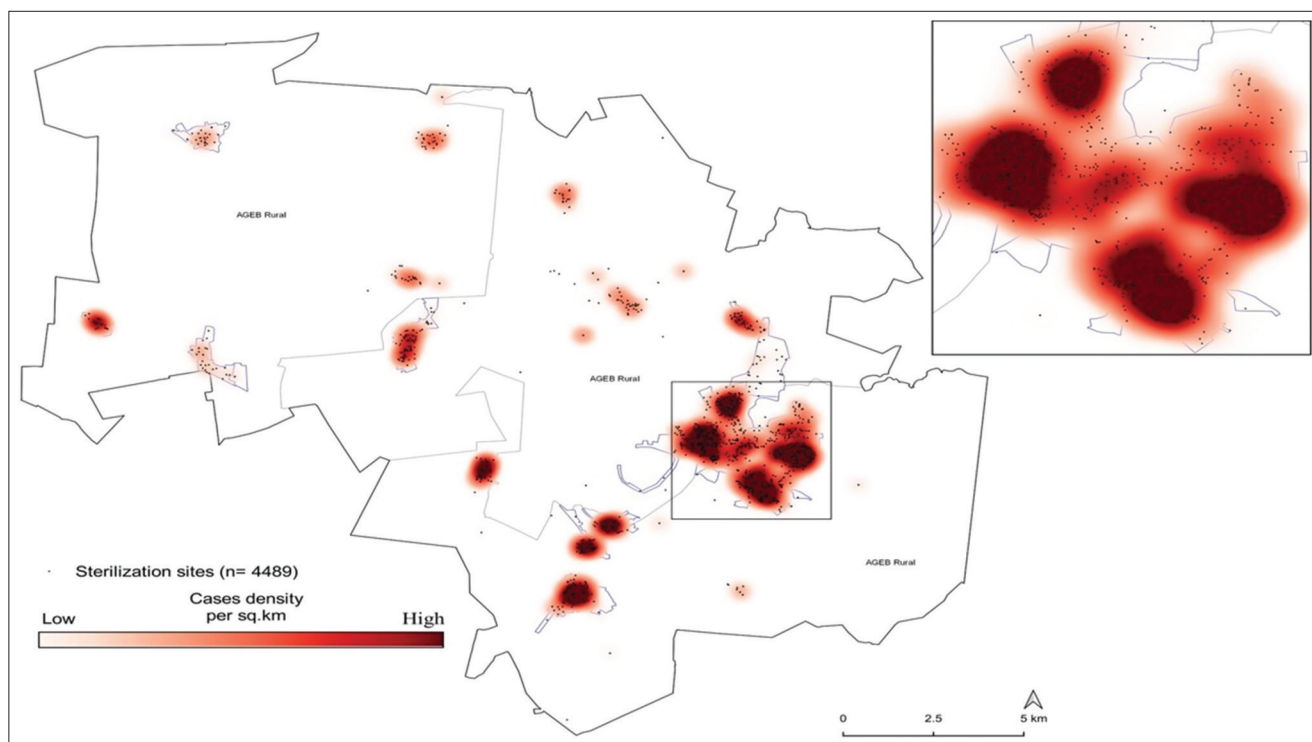 AGEB Rural
AGEB Rural
AGEB Rural
Sterilization sites (n= 4489)
Cases density
per sq.km
Low
High
0
2.5
5 km